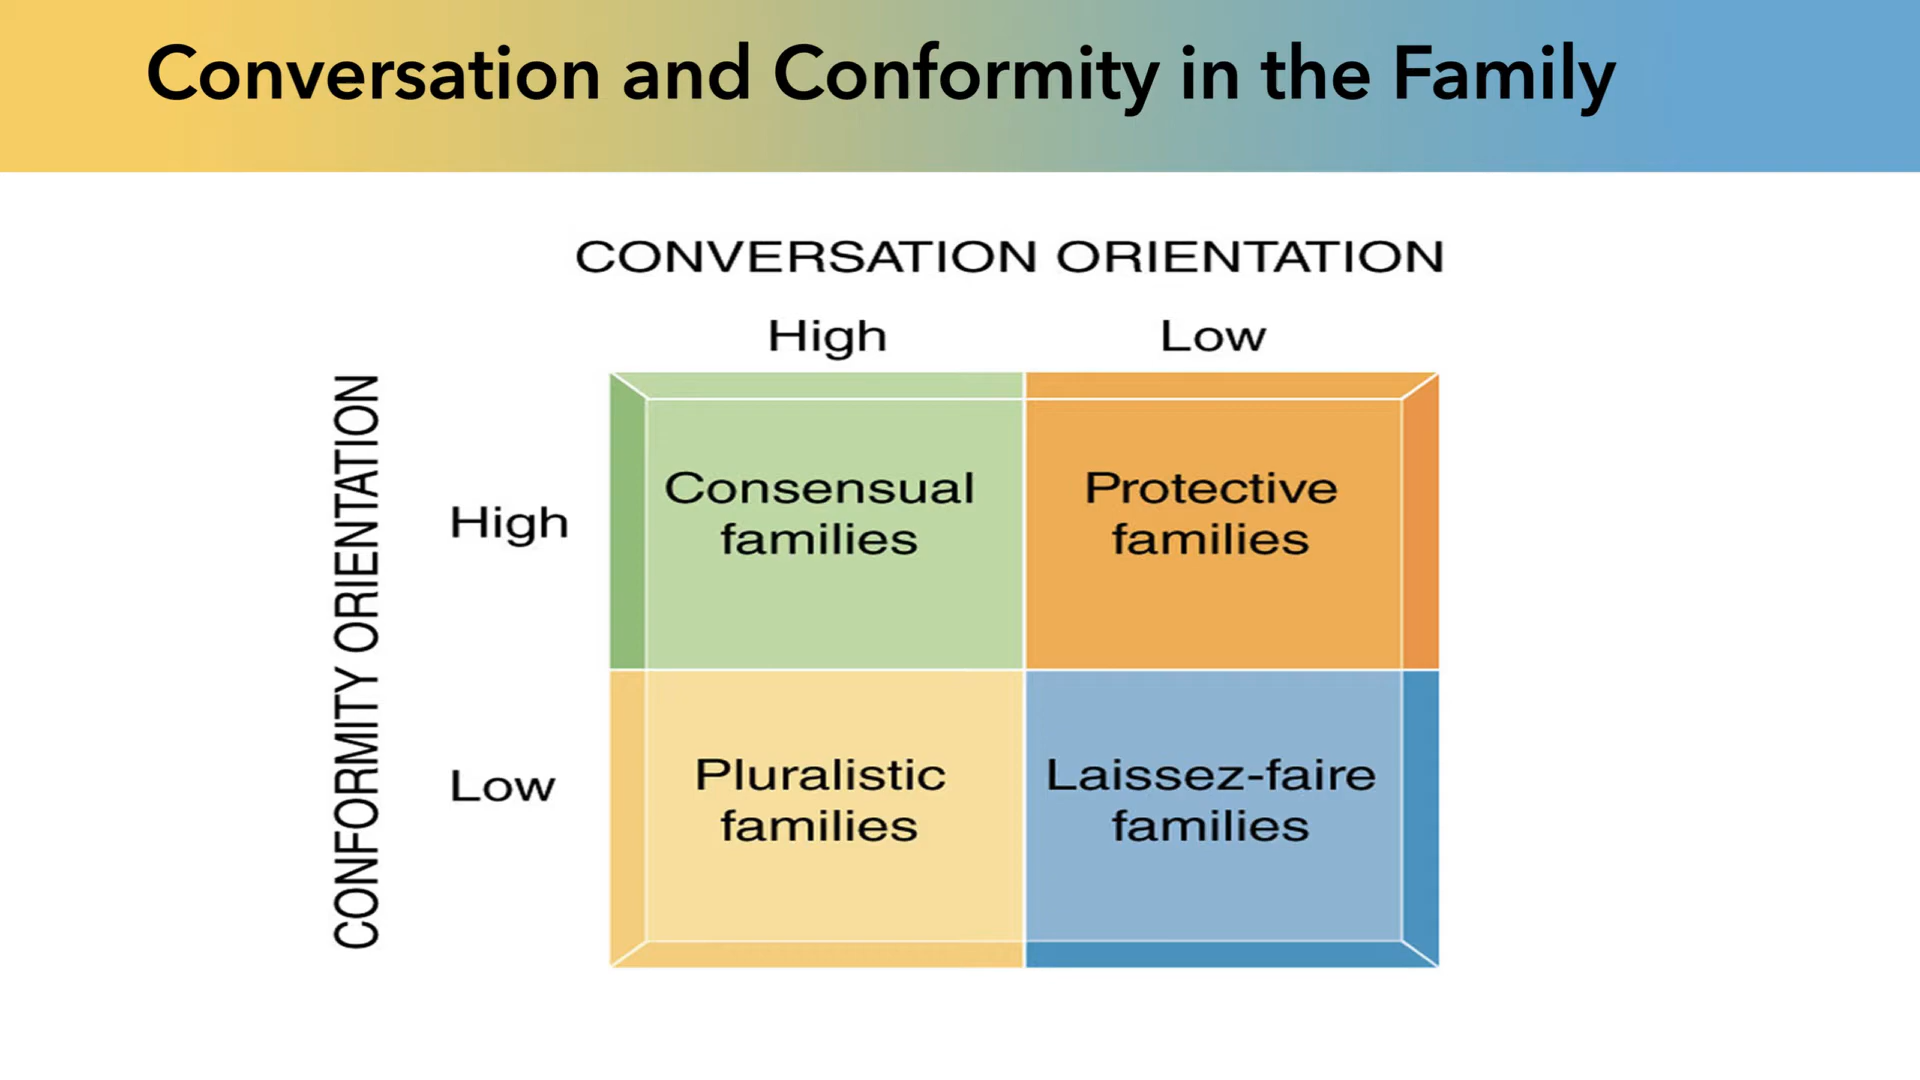 Conversation and Conformity in the Family
CONVERSATION ORIENTATION
High
Low
CONFORMITY ORIENTATION
High
Consensual
families
Protective
families
Low
Pluralistic
families
Laissez-faire
families